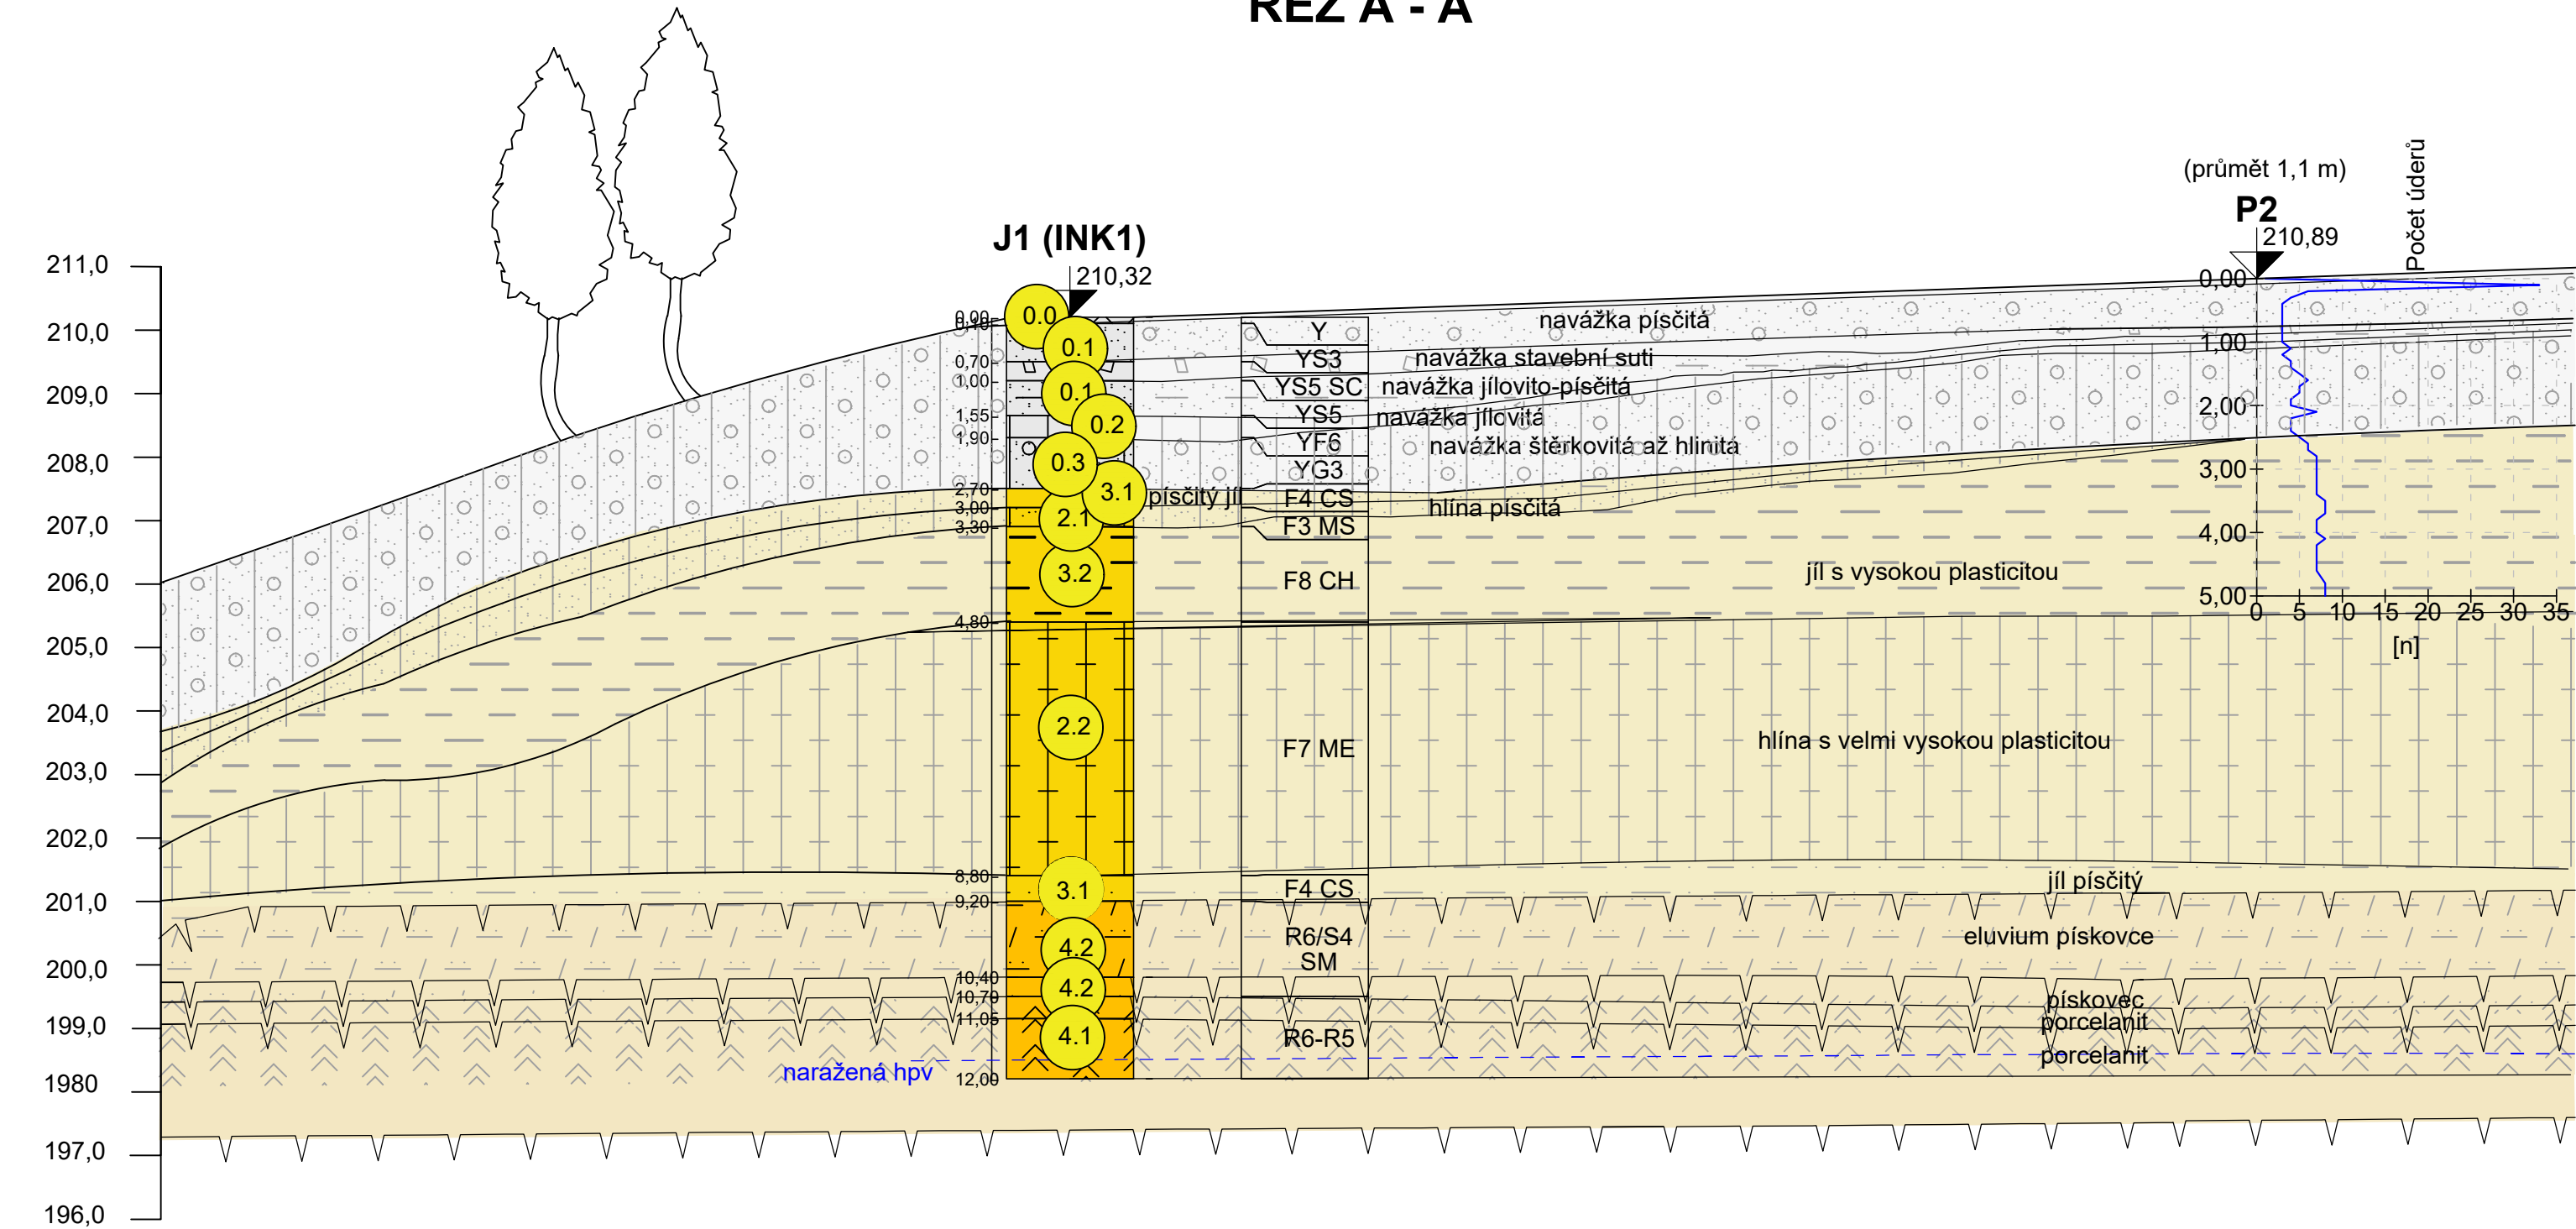 ŘEZ A - A
(průmět 1,1 m)
P2
210,89
Počet úderů
J1 (INK1)
210,32
211,0
210,0
209,0
208,0
207,0
206,0
205,0
204,0
203,0
202,0
201,0
200,0
199,0
1980
197,0
196,0
0,00
0,70
1,00
1,55
1,90
2,70
3,00
3,30
4,80
8,80
9,20
10,40
10,70
11,05
12,00
0.0
0.1
0.1
0.2
0.3
3.1
2.1
3.2
2.2
3.1
4.2
4.2
4.1
Y
YS3
YS5 SC
YS5
YF6
YG3
F4 CS
F3 MS
F8 CH
F7 ME
F4 CS
R6/S4
SM
R6-R5
navážka písčitá
navážka stavební suti
navážka jílovito-písčitá
navážka jílovitá
navážka štěrkovitá až hlinitá
písčitý jíl
hlína písčitá
jíl s vysokou plasticitou
hlína s velmi vysokou plasticitou
jíl písčitý
eluvium pískovce
pískovec
porcelanit
porcelanit
naražená hpv
0,00
1,00
2,00
3,00
4,00
5,00
0 5 10 15 20 25 30 35
[n]